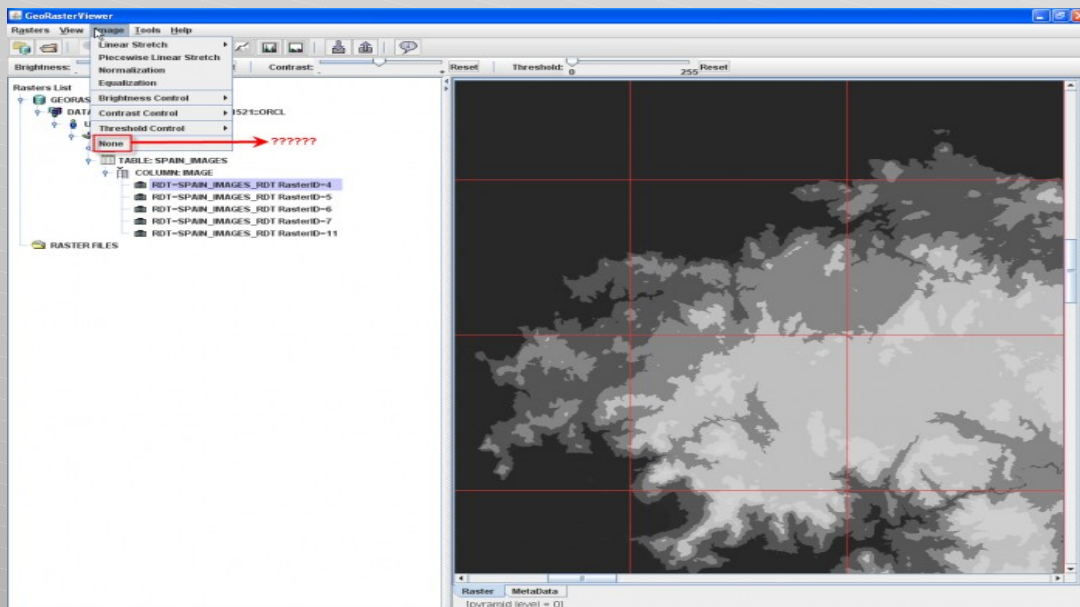 GeoRasterViewer
Rasters View Image Tools Help
Linear Stretch
Piecewise Linear Stretch
Normalization
Equalization
Brightness Control
Contrast Control
Threshold Control
None
??????
Brightness:
Contrast:
Reset
Threshold:
0
255
Reset
Rasters List
GEORAS
DATA
1521::ORCL
U
TABLE: SPAIN_IMAGES
COLUMN: IMAGE
RDT=SPAIN_IMAGES_RDT RasterID=4
RDT=SPAIN_IMAGES_RDT RasterID=5
RDT=SPAIN_IMAGES_RDT RasterID=6
RDT=SPAIN_IMAGES_RDT RasterID=7
RDT=SPAIN_IMAGES_RDT RasterID=11
RASTER FILES
Raster MetaData
[pyramid level = 0]